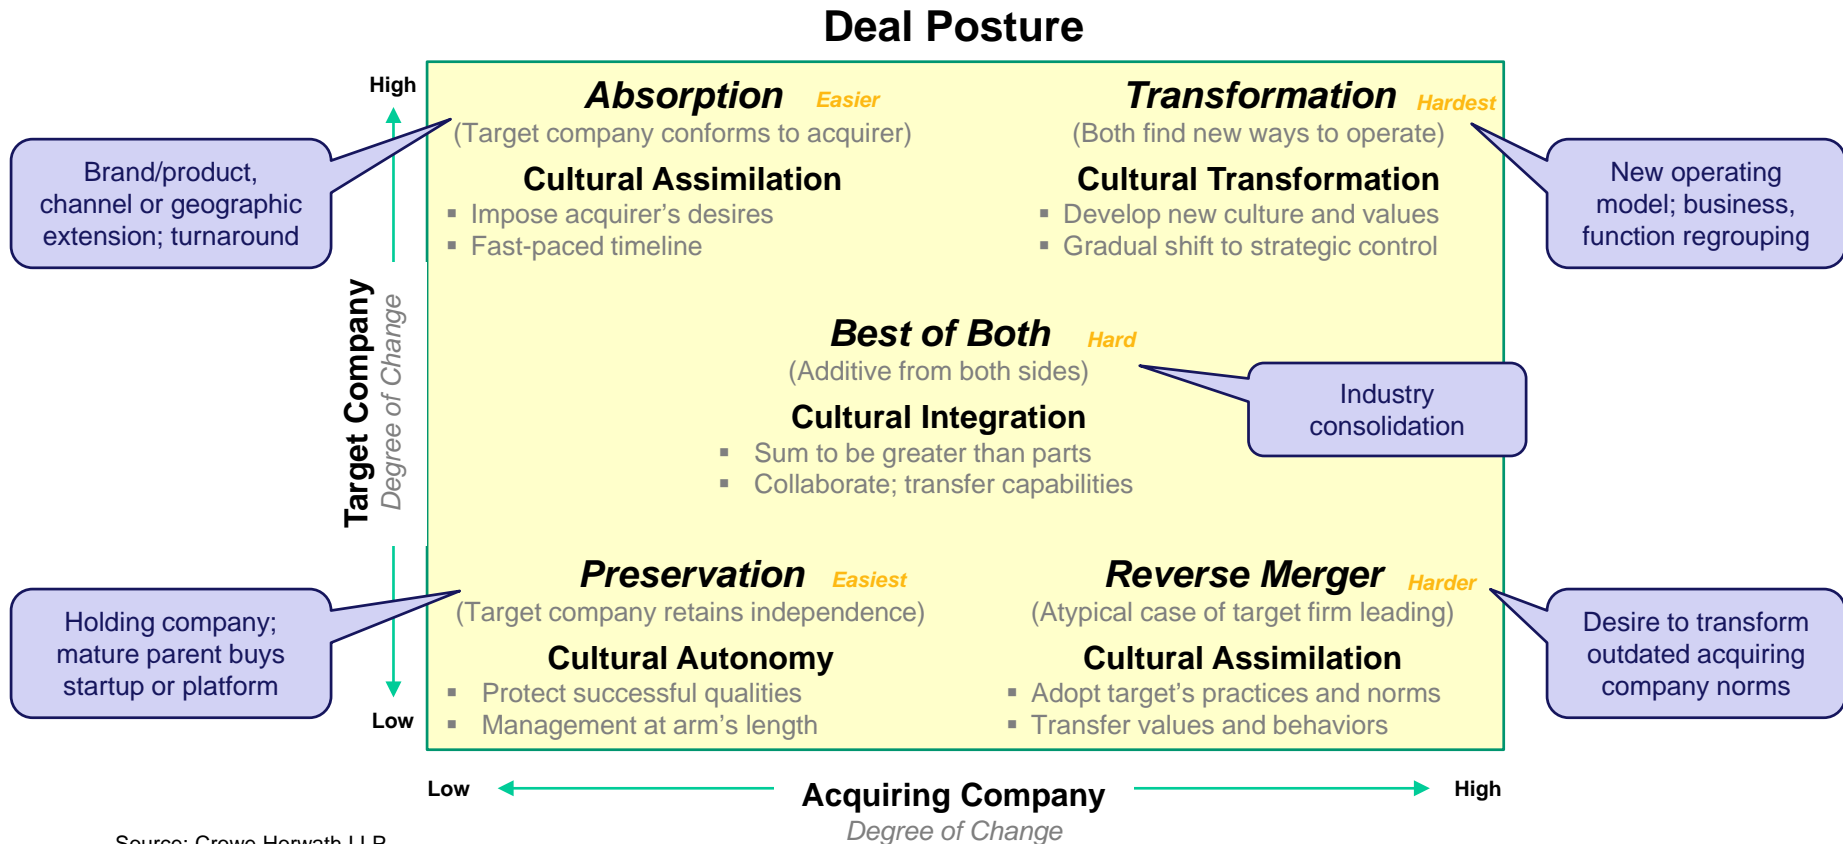 Deal Posture
High
Absorption Easier
(Target company conforms to acquirer)
Cultural Assimilation
▪ Impose acquirer's desires
▪ Fast-paced timeline
Transformation Hardest
(Both find new ways to operate)
Cultural Transformation
▪ Develop new culture and values
▪ Gradual shift to strategic control
Brand/product,
channel or geographic
extension; turnaround
New operating
model; business,
function regrouping
Target Company
Degree of Change
Best of Both Hard
(Additive from both sides)
Cultural Integration
▪ Sum to be greater than parts
▪ Collaborate; transfer capabilities
Industry
consolidation
Preservation Easiest
(Target company retains independence)
Cultural Autonomy
▪ Protect successful qualities
▪ Management at arm's length
Reverse Merger Harder
(Atypical case of target firm leading)
Cultural Assimilation
▪ Adopt target's practices and norms
▪ Transfer values and behaviors
Holding company;
mature parent buys
startup or platform
Desire to transform
outdated acquiring
company norms
Low
Low
Acquiring Company
High
Degree of Change
Source: Crowe Horwath LLP